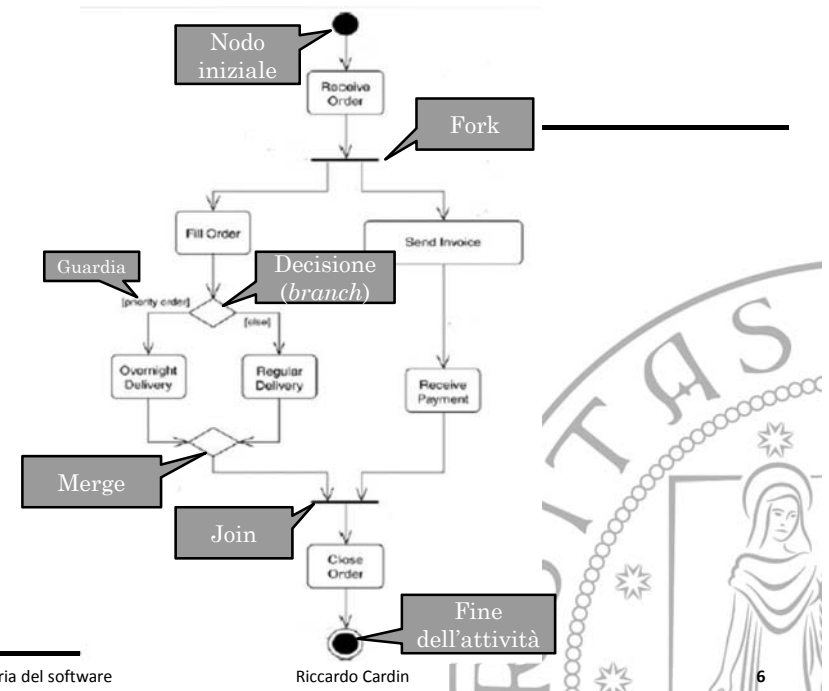 Nodo
iniziale
Receive
Order
Fork
Fill Order
Send Invoice
Guardia
Decisione
(branch)
[priority order]
[else]
Overnight
Delivery
Regular
Delivery
Receive
Payment
Merge
Join
Close
Order
Fine
dell'attività
ria del software
Riccardo Cardin
6
ITAS